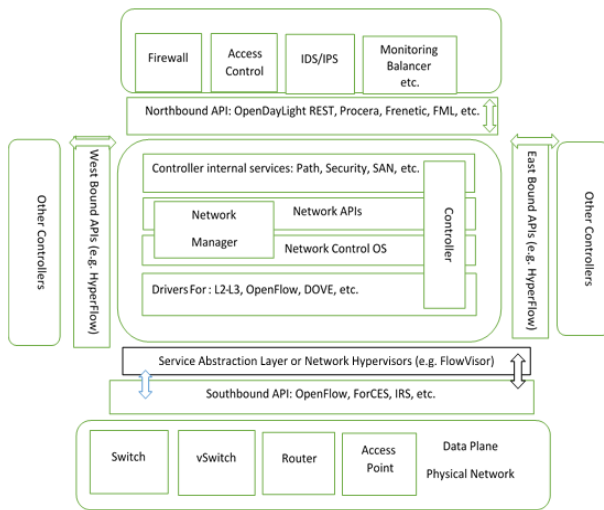 Firewall
Access
Control
IDS/IPS
Monitoring
Balancer
etc.
Northbound API: OpenDayLight REST, Procera, Frenetic, FML, etc.
Other Controllers
West Bound APIs (e.g. HyperFlow)
Controller internal services: Path, Security, SAN, etc.
Network
Manager
Network APIs
Network Control OS
Controller
Drivers For : L2-L3, OpenFlow, DOVE, etc.
East Bound APIs (e.g. HyperFlow)
Other Controllers
Service Abstraction Layer or Network Hypervisors (e.g. FlowVisor)
Southbound API: OpenFlow, ForCES, IRS, etc.
Switch
vSwitch
Router
Access
Point
Data Plane
Physical Network